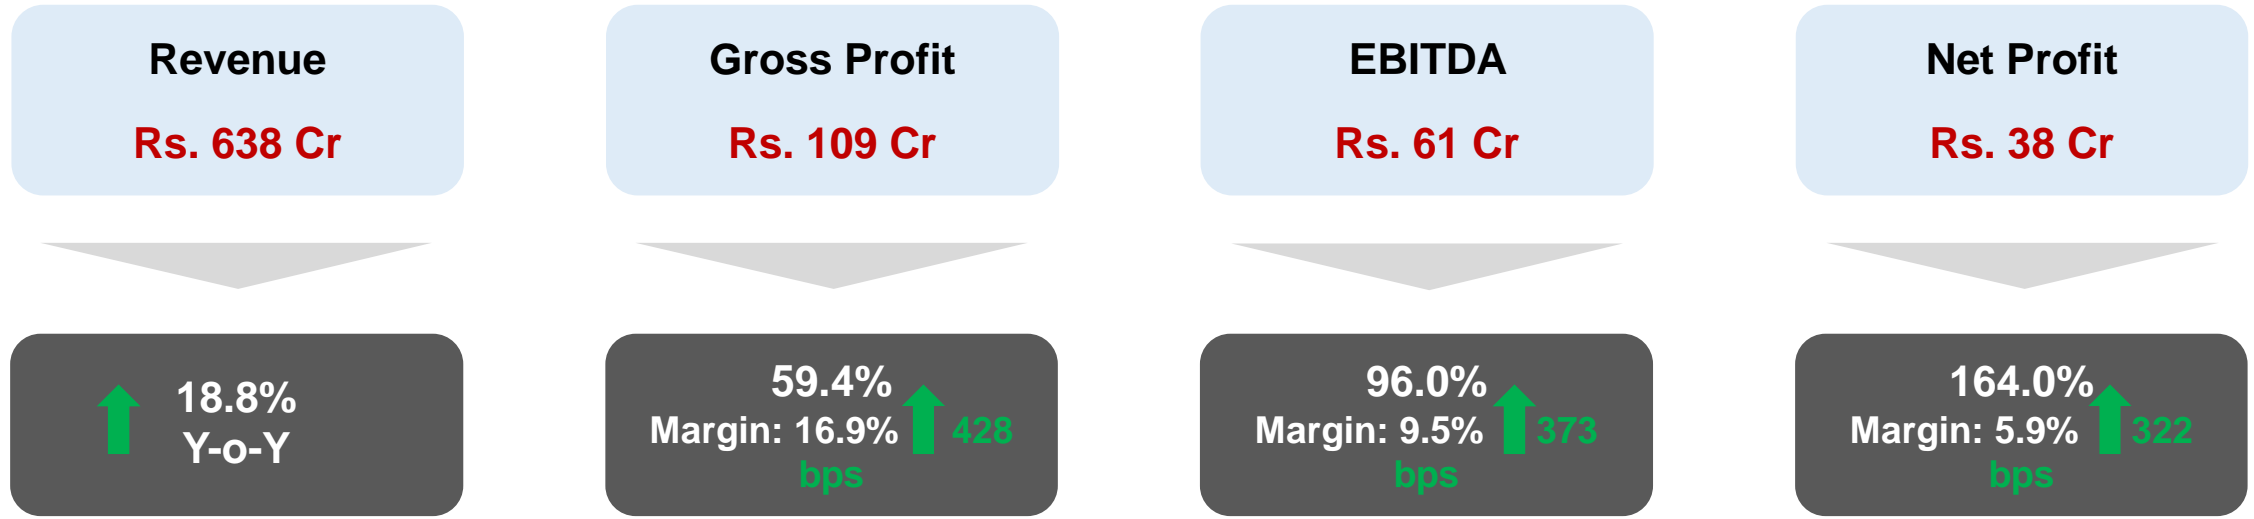 Revenue
Rs. 638 Cr
18.8%
Y-o-Y
Gross Profit
Rs. 109 Cr
59.4%
Margin: 16.9% 428
bps
EBITDA
Rs. 61 Cr
96.0%
Margin: 9.5% 373
bps
Net Profit
Rs. 38 Cr
164.0%
Margin: 5.9% 322
bps